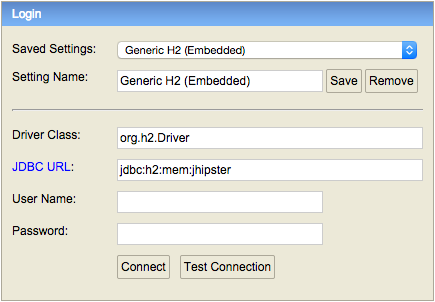 Login
Saved Settings: Generic H2 (Embedded)
Setting Name: Generic H2 (Embedded) Save Remove
Driver Class: org.h2.Driver
JDBC URL: jdbc:h2:mem:jhipster
User Name:
Password:
Connect Test Connection